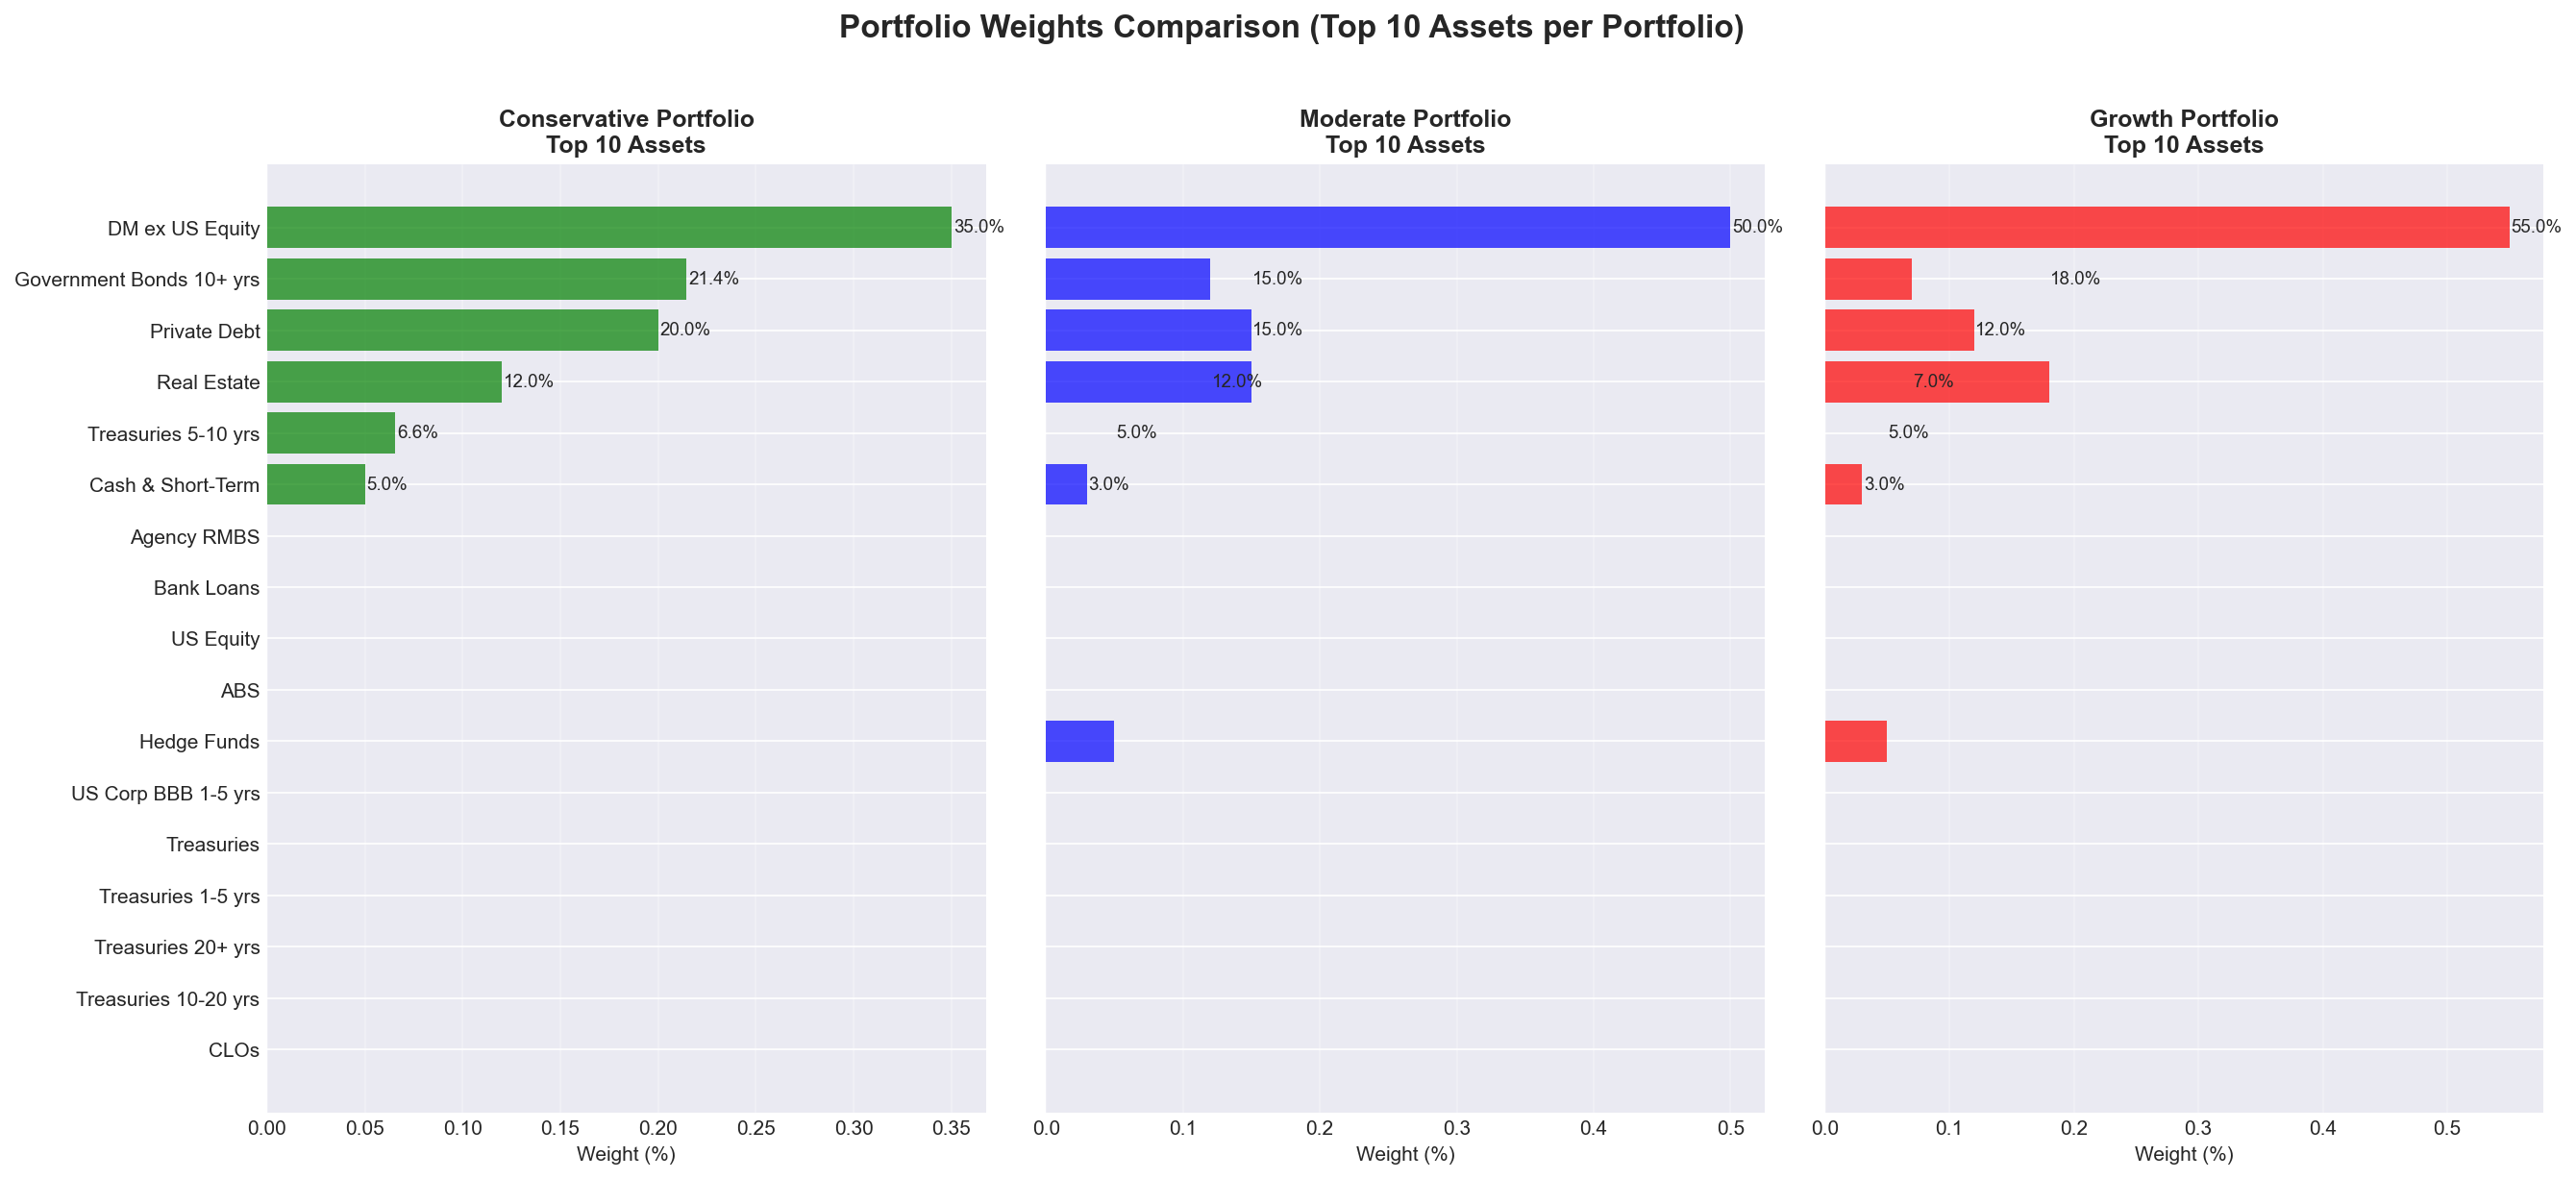 Portfolio Weights Comparison (Top 10 Assets per Portfolio)
Conservative Portfolio
Top 10 Assets
Moderate Portfolio
Top 10 Assets
Growth Portfolio
Top 10 Assets
DM ex US Equity
35.0%
50.0%
55.0%
Government Bonds 10+ yrs
21.4%
15.0%
18.0%
Private Debt
20.0%
15.0%
12.0%
Real Estate
12.0%
12.0%
7.0%
Treasuries 5-10 yrs
6.6%
5.0%
5.0%
Cash & Short-Term
5.0%
3.0%
3.0%
Agency RMBS
Bank Loans
US Equity
ABS
Hedge Funds
US Corp BBB 1-5 yrs
Treasuries
Treasuries 1-5 yrs
Treasuries 20+ yrs
Treasuries 10-20 yrs
CLOs
0.00 0.05 0.10 0.15 0.20 0.25 0.30 0.35
0.0 0.1 0.2 0.3 0.4 0.5
0.0 0.1 0.2 0.3 0.4 0.5
Weight (%)
Weight (%)
Weight (%)